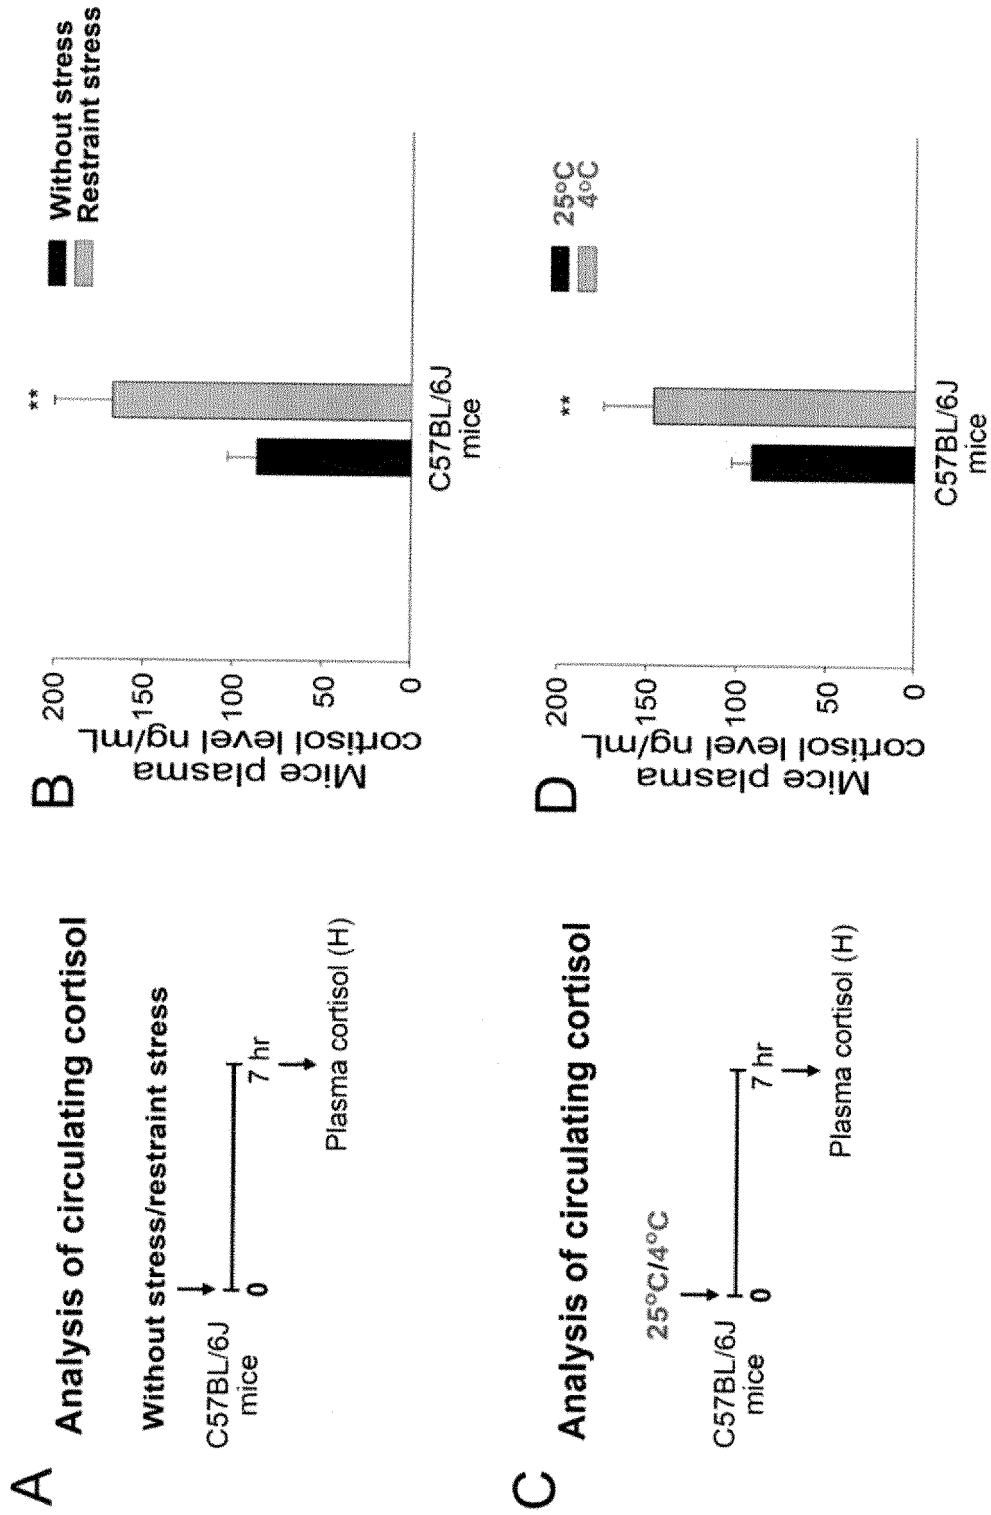 A
Analysis of circulating cortisol
Without stress/restraint stress
C57BL/6J
mice
0
7 hr
Plasma cortisol (H)
B
Mice plasma
cortisol level ng/mL
200
150
100
50
0
**
Without stress
Restraint stress
C57BL/6J
mice
C
Analysis of circulating cortisol
25°C/4°C
C57BL/6J
mice
0
7 hr
Plasma cortisol (H)
D
Mice plasma
cortisol level ng/mL
200
150
100
50
0
**
25°C
4°C
C57BL/6J
mice